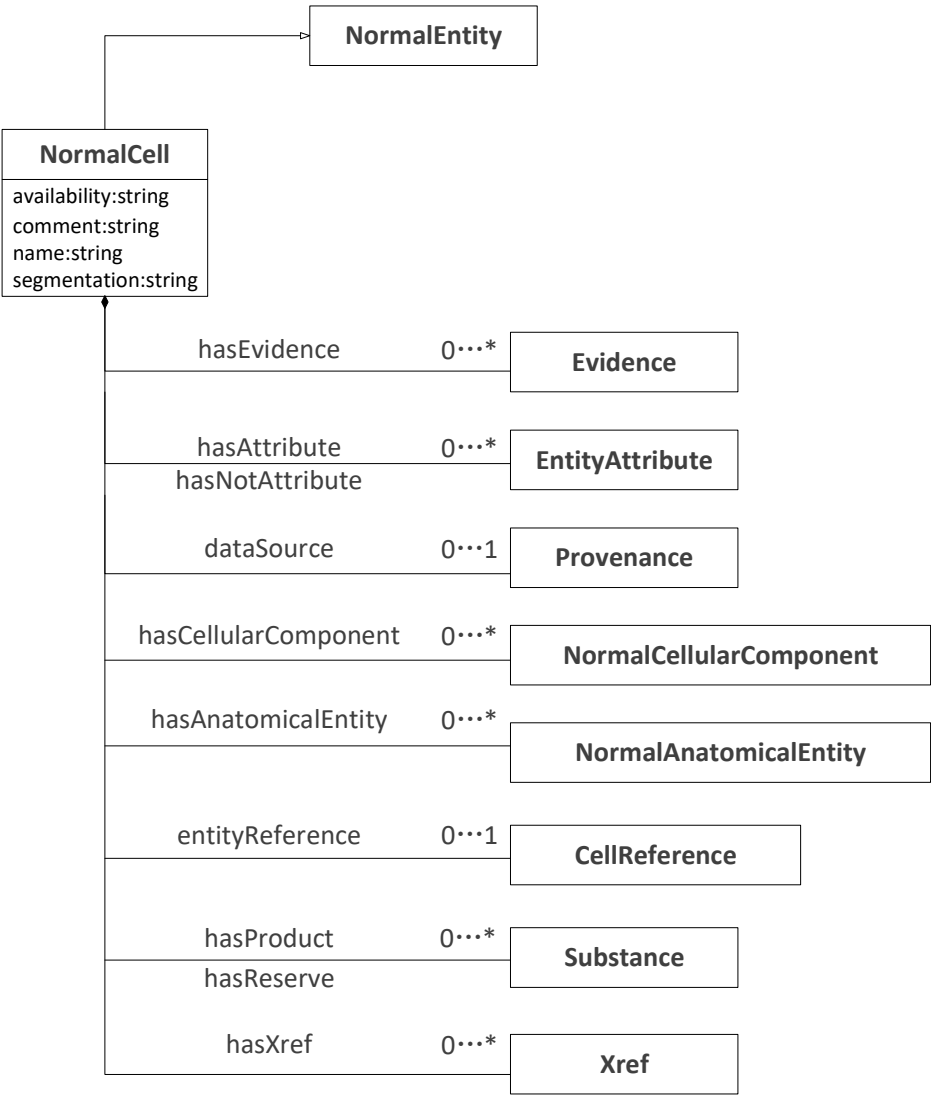 NormalEntity
NormalCell
availability:string
comment:string
name:string
segmentation:string
hasEvidence 0···* Evidence
hasAttribute 0···* EntityAttribute
hasNotAttribute
dataSource 0···1 Provenance
hasCellularComponent 0···* NormalCellularComponent
hasAnatomicalEntity 0···* NormalAnatomicalEntity
entityReference 0···1 CellReference
hasProduct 0···* Substance
hasReserve
hasXref 0···* Xref